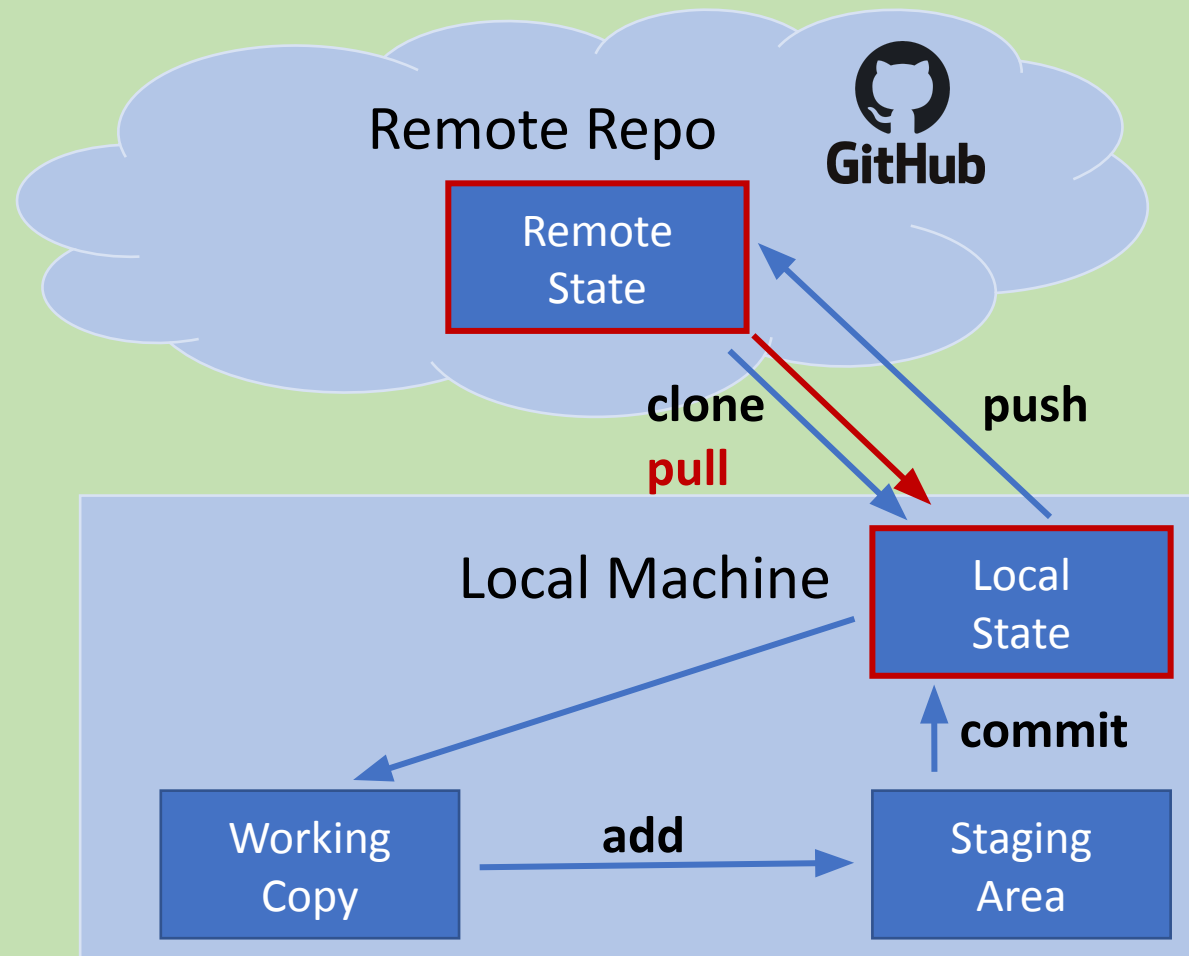 Remote Repo
GitHub
Remote
State
clone
push
pull
Local Machine
Local
State
commit
Working
Copy
add
Staging
Area